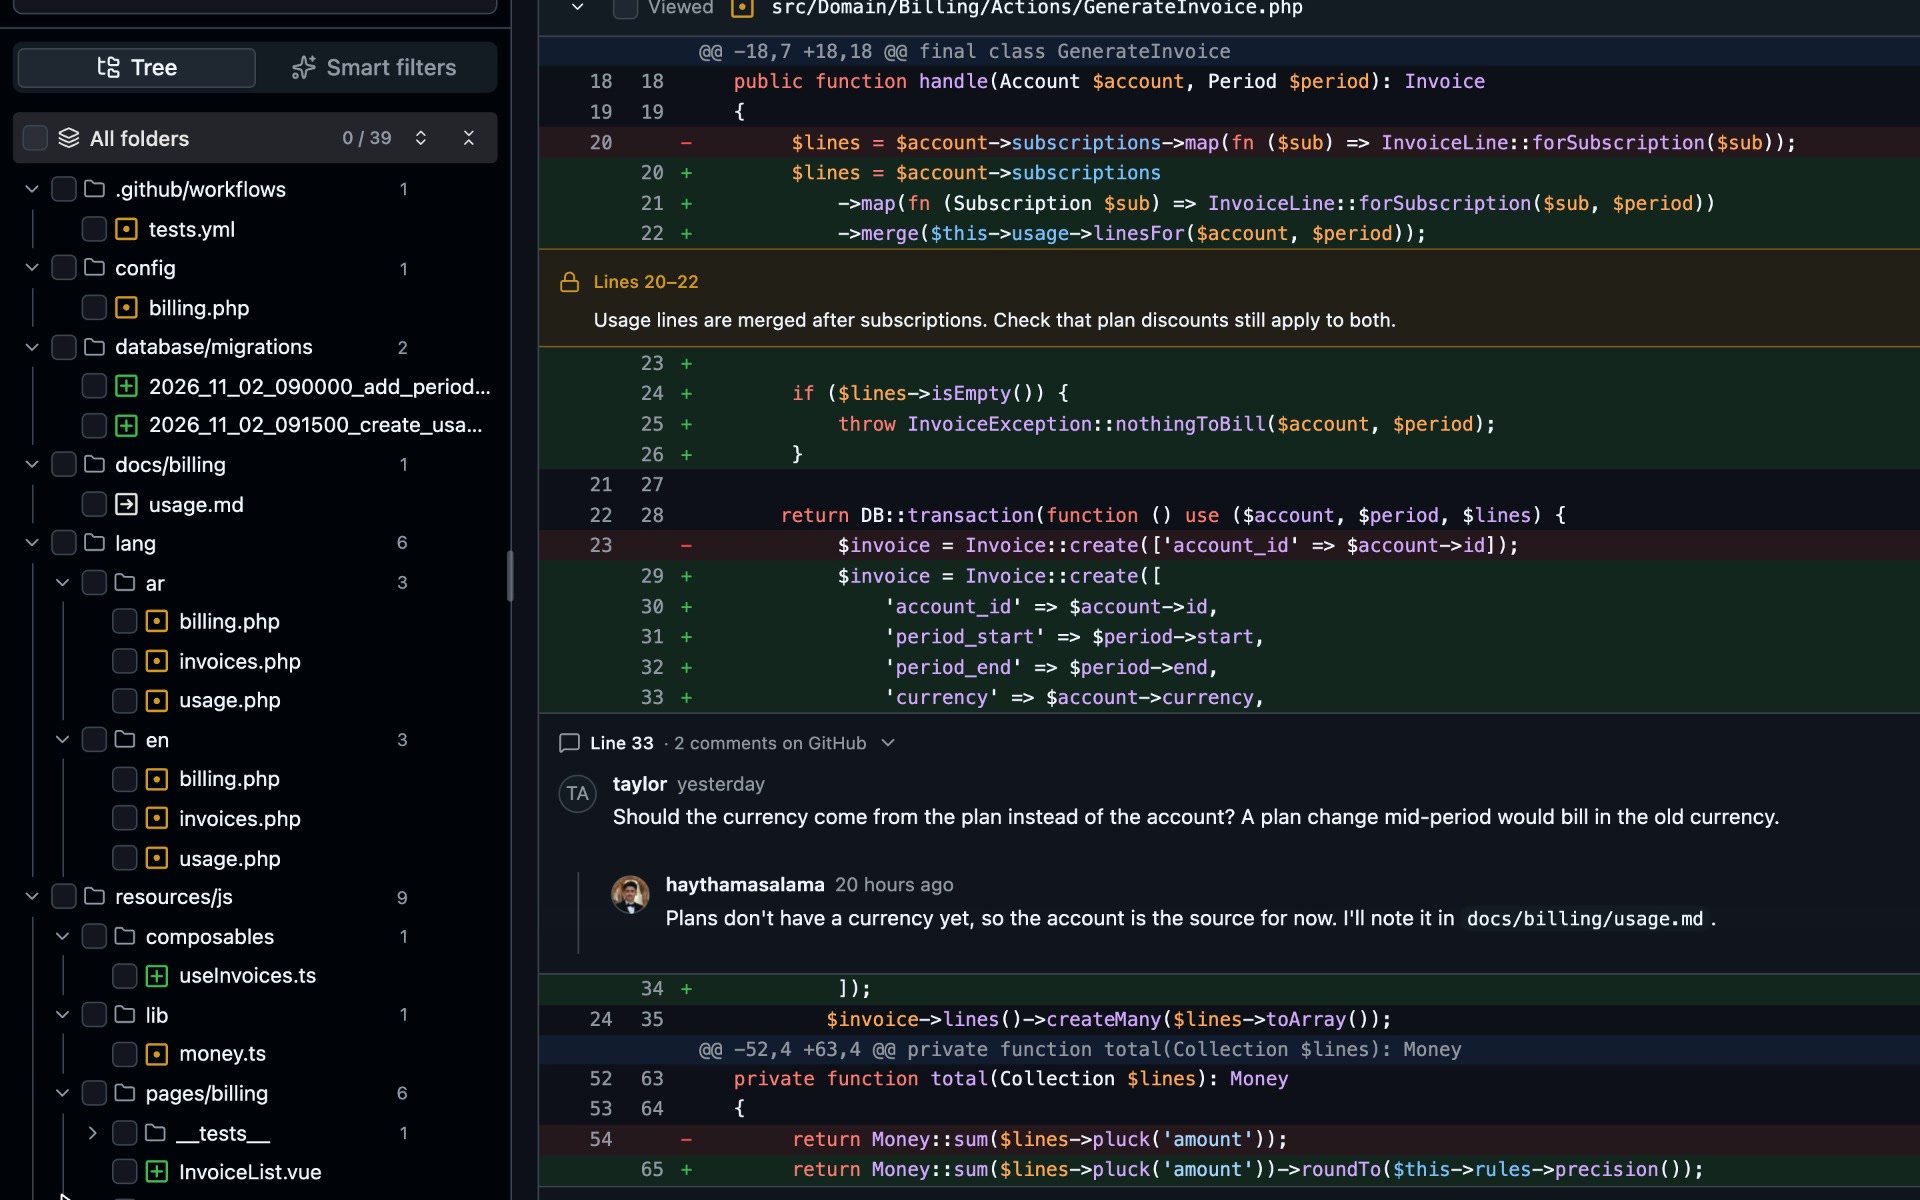 Tree
Smart filters
All folders 0 / 39
.github/workflows 1
tests.yml
config 1
billing.php
database/migrations 2
2026_11_02_090000_add_period...
2026_11_02_091500_create_usa...
docs/billing 1
usage.md
lang 6
ar 3
billing.php
invoices.php
usage.php
en 3
billing.php
invoices.php
usage.php
resources/js 9
composables 1
useInvoices.ts
lib 1
money.ts
pages/billing 6
__tests__ 1
InvoiceList.vue
Viewed src/Domain/Billing/Actions/GenerateInvoice.php
@@ -18,7 +18,18 @@ final class GenerateInvoice
18 18 public function handle(Account $account, Period $period): Invoice
19 19 {
20 - $lines = $account->subscriptions->map(fn ($sub) => InvoiceLine::forSubscription($sub));
20 + $lines = $account->subscriptions
21 + ->map(fn (Subscription $sub) => InvoiceLine::forSubscription($sub, $period))
22 + ->merge($this->usage->linesFor($account, $period));
Lines 20–22
Usage lines are merged after subscriptions. Check that plan discounts still apply to both.
23 +
24 + if ($lines->isEmpty()) {
25 + throw InvoiceException::nothingToBill($account, $period);
26 + }
21 27
22 28 return DB::transaction(function () use ($account, $period, $lines) {
23 - $invoice = Invoice::create(['account_id' => $account->id]);
29 + $invoice = Invoice::create([
30 + 'account_id' => $account->id,
31 + 'period_start' => $period->start,
32 + 'period_end' => $period->end,
33 + 'currency' => $account->currency,
Line 33 · 2 comments on GitHub
TA taylor yesterday
Should the currency come from the plan instead of the account? A plan change mid-period would bill in the old currency.
haythamasalama 20 hours ago
Plans don't have a currency yet, so the account is the source for now. I'll note it in docs/billing/usage.md .
34 + ]);
24 35 $invoice->lines()->createMany($lines->toArray());
@@ -52,4 +63,4 @@ private function total(Collection $lines): Money
52 63 private function total(Collection $lines): Money
53 64 {
54 - return Money::sum($lines->pluck('amount'));
65 + return Money::sum($lines->pluck('amount'))->roundTo($this->rules->precision());